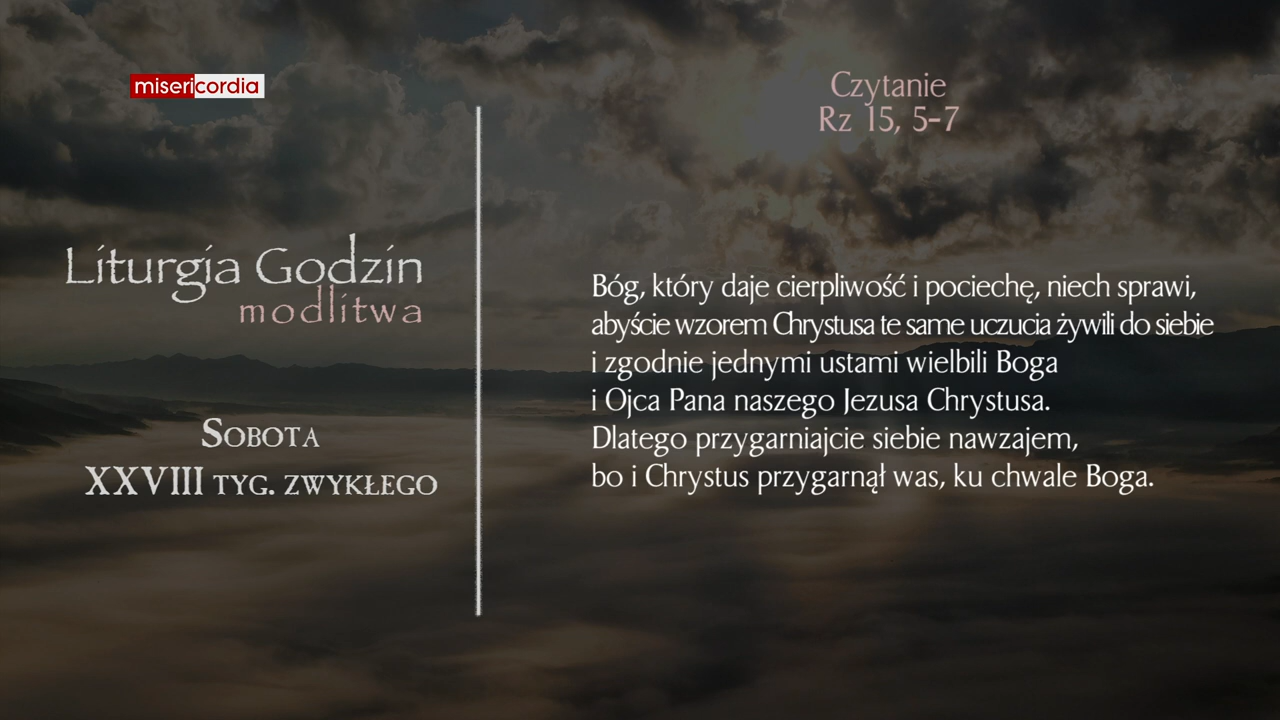 misericordia
Liturgia Godzin
modlitwa
Sobota
XXVIII tyg. zwykłego
Czytanie
Rz 15, 5-7
Bóg, który daje cierpliwość i pociechę, niech sprawi,
abyście wzorem Chrystusa te same uczucia żywili do siebie
i zgodnie jednymi ustami wielbili Boga
i Ojca Pana naszego Jezusa Chrystusa.
Dlatego przygarniajcie siebie nawzajem,
bo i Chrystus przygarnął was, ku chwale Boga.